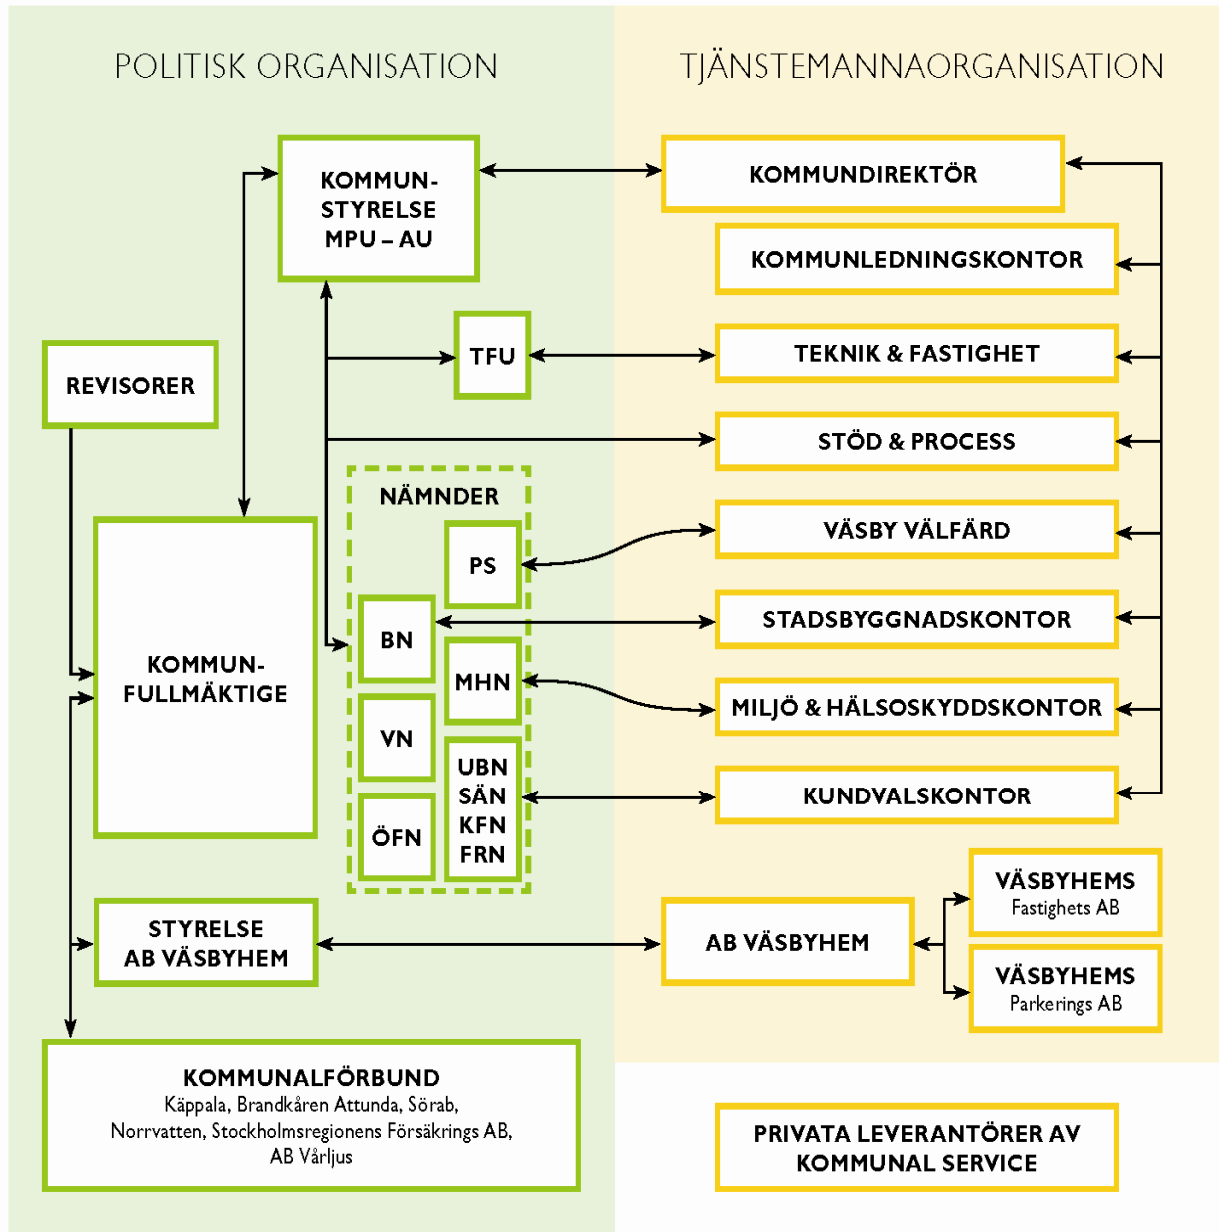 POLITISK ORGANISATION
TJÄNSTEMANNAORGANISATION
KOMMUN-
STYRELSE
MPU – AU
KOMMUNDIREKTÖR
KOMMUNLEDNINGSKONTOR
TFU
TEKNIK & FASTIGHET
REVISORER
STÖD & PROCESS
NÄMNDER
PS
VÄSBY VÄLFÄRD
BN
STADSBYGGNADSKONTOR
KOMMUN-
FULLMÄKTIGE
MHN
MILJÖ & HÄLSOSKYDDSKONTOR
VN
UBN
SÄN
KFN
FRN
KUNDVALSKONTOR
ÖFN
STYRELSE
AB VÄSBYHEM
AB VÄSBYHEM
VÄSBYHEMS
Fastighets AB
VÄSBYHEMS
Parkerings AB
KOMMUNALFÖRBUND
Käppala, Brandkåren Attunda, Sörab,
Norrvatten, Stockholmsregionens Försäkrings AB,
AB Vårljus
PRIVATA LEVERANTÖRER AV
KOMMUNAL SERVICE